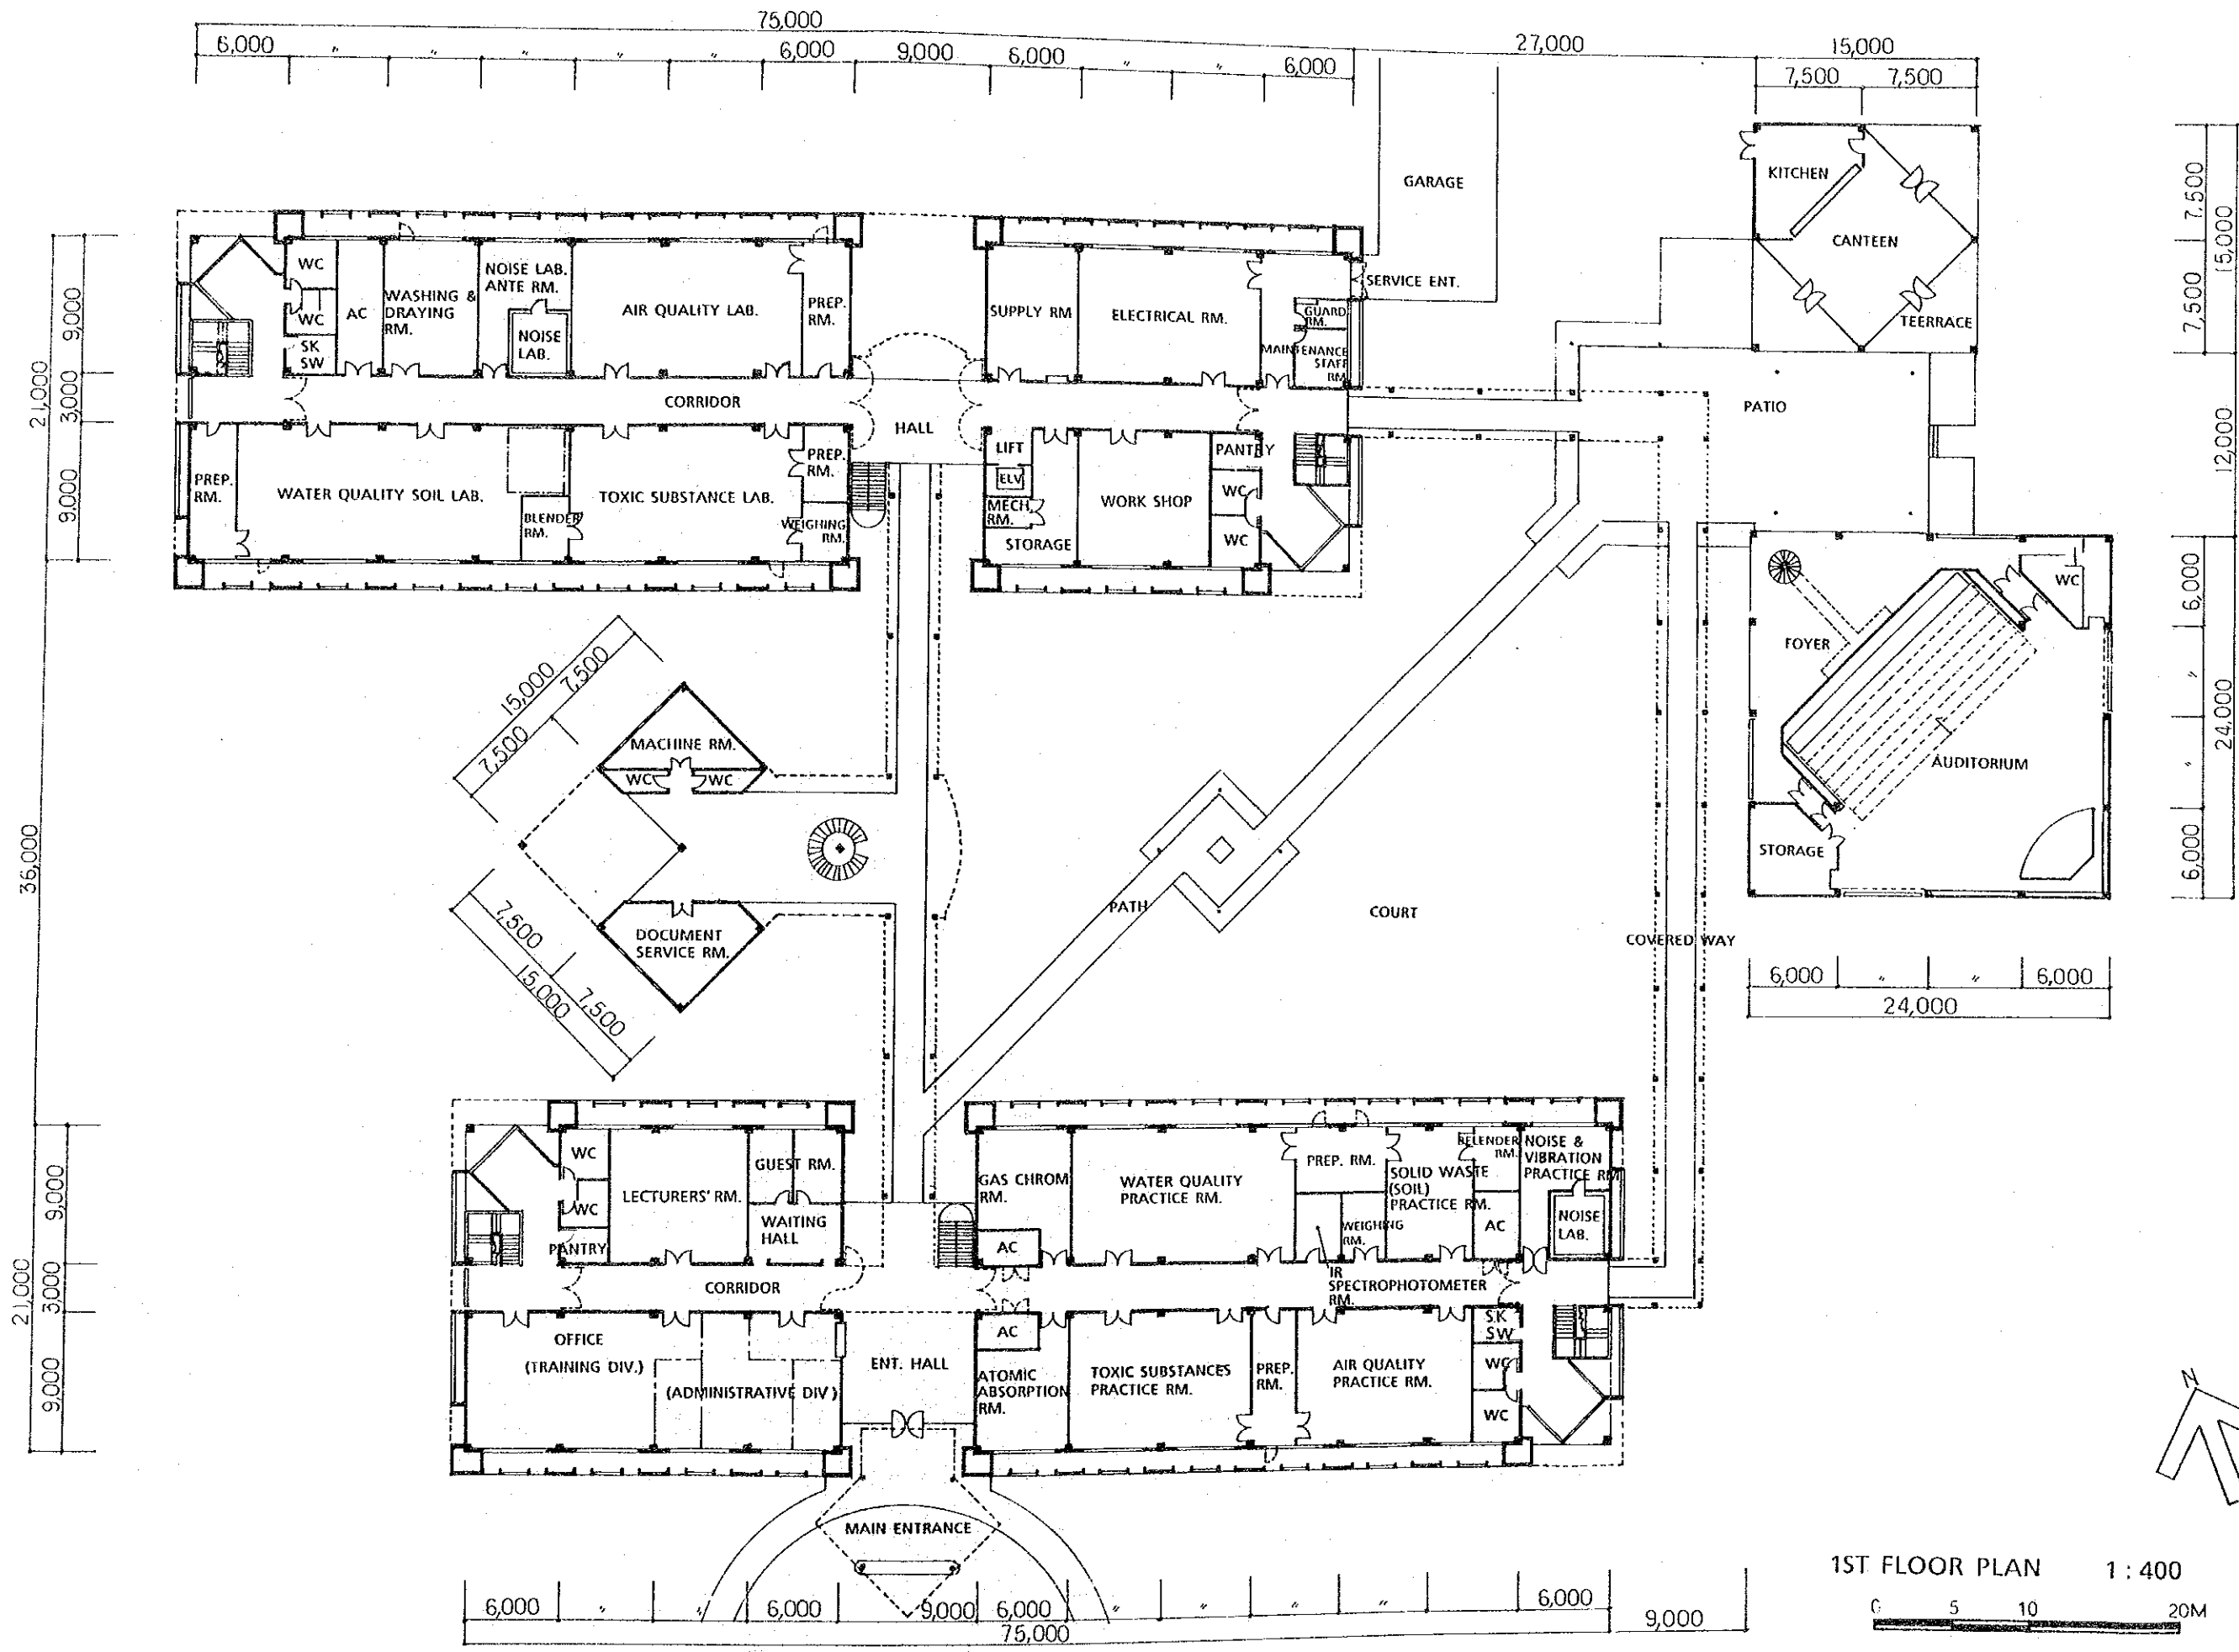 75,000
6,000 " " " " " 6,000 9,000 6,000 " " 6,000
27,000
15,000
7,500 7,500
GARAGE
SERVICE ENT.
KITCHEN
CANTEEN
TEERRACE
7,500
7,500
15,000
12,000
PATIO
WC
WC
SK
SW
AC
WASHING &
DRAYING
RM.
NOISE LAB.
ANTE RM.
NOISE
LAB.
AIR QUALITY LAB.
PREP.
RM.
SUPPLY RM
ELECTRICAL RM.
GUARD
RM.
MAINTENANCE
STAFF
RM
9,000
3,000
9,000
21,000
CORRIDOR
HALL
PREP.
RM.
WATER QUALITY SOIL LAB.
BLENDER
RM.
TOXIC SUBSTANCE LAB.
PREP.
RM.
WEIGHING
RM.
LIFT
ELV
MECH
RM.
STORAGE
WORK SHOP
PANTRY
WC
WC
WC
FOYER
AUDITORIUM
STORAGE
6,000
"
24,000
"
6,000
6,000 " " 6,000
24,000
15,000
7,500
7,500
MACHINE RM.
WC WC
DOCUMENT
SERVICE RM.
7,500
15,000
7,500
36,000
PATH
COURT
COVERED WAY
9,000
3,000
9,000
21,000
WC
WC
PANTRY
LECTURERS' RM.
GUEST RM.
WAITING
HALL
GAS CHROM
RM.
AC
WATER QUALITY
PRACTICE RM.
PREP. RM.
WEIGHING
RM.
SOLID WASTE
(SOIL)
PRACTICE RM.
BELENDER
RM.
AC
NOISE &
VIBRATION
PRACTICE RM
NOISE
LAB.
CORRIDOR
IR
SPECTROPHOTOMETER
RM.
OFFICE
(TRAINING DIV.)
(ADMINISTRATIVE DIV)
ENT. HALL
AC
ATOMIC
ABSORPTION
RM.
TOXIC SUBSTANCES
PRACTICE RM.
PREP.
RM.
AIR QUALITY
PRACTICE RM.
S.K
SW
WC
WC
MAIN ENTRANCE
6,000 " " 6,000 9,000 6,000 " " " " 6,000
9,000
75,000
N
1ST FLOOR PLAN 1 : 400
0 5 10 20M